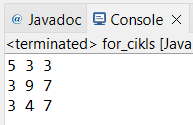 @ Javadoc Console
<terminated> for_cikls [Java
5 3 3
3 9 7
3 4 7